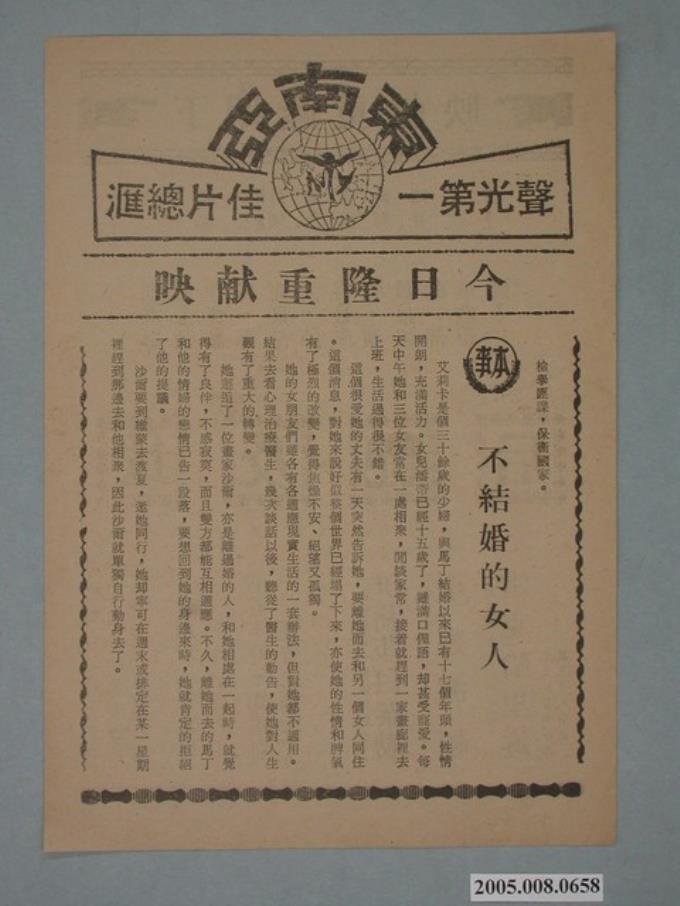 東南亞
聲光第一
佳片總滙
今日隆重献映
檢舉匪諜，保衛國家。
本事
不結婚的女人
艾莉卡是個三十餘歲的少婦，與馬丁結婚以來已有十七個年頭，性情
開朗，充滿活力。女兒潘蒂已經十五歲了，雖滿口俚語，却甚受寵愛。每
天中午她和三位女友常在一處相聚，閒談家常，接着就趕到一家畫廊裡去
上班，生活過得很不錯。
這個很愛她的丈夫有一天突然告訴她，要離她而去和另一個女人同住
。這個消息，對她來說好似整個世界已經塌了下來，亦使她的性情和脾氣
有了極烈的改變，覺得焦燥不安、絕望又孤獨。
她的女朋友們雖各有各適應現實生活的一套辦法，但對她都不適用。
結果去看心理治療醫生，幾次談話以後，聽從了醫生的勸告，使她對人生
觀有了重大的轉變。
她邂逅了一位畫家沙爾，亦是離過婚的人，和她相處在一起時，就覺
得有了良伴，不感寂寞，而且雙方都能互相適應。不久，離她而去的馬丁
和他的情婦的戀情已告一段落，要想回到她的身邊來時，她就肯定的拒絕
了他的提議。
沙爾要到維蒙去渡夏，邀她同行，她却寧可在週末或排定在某一星期
裡趕到那邊去和他相聚，因此沙爾就單獨自行動身去了。
2005.008.0658